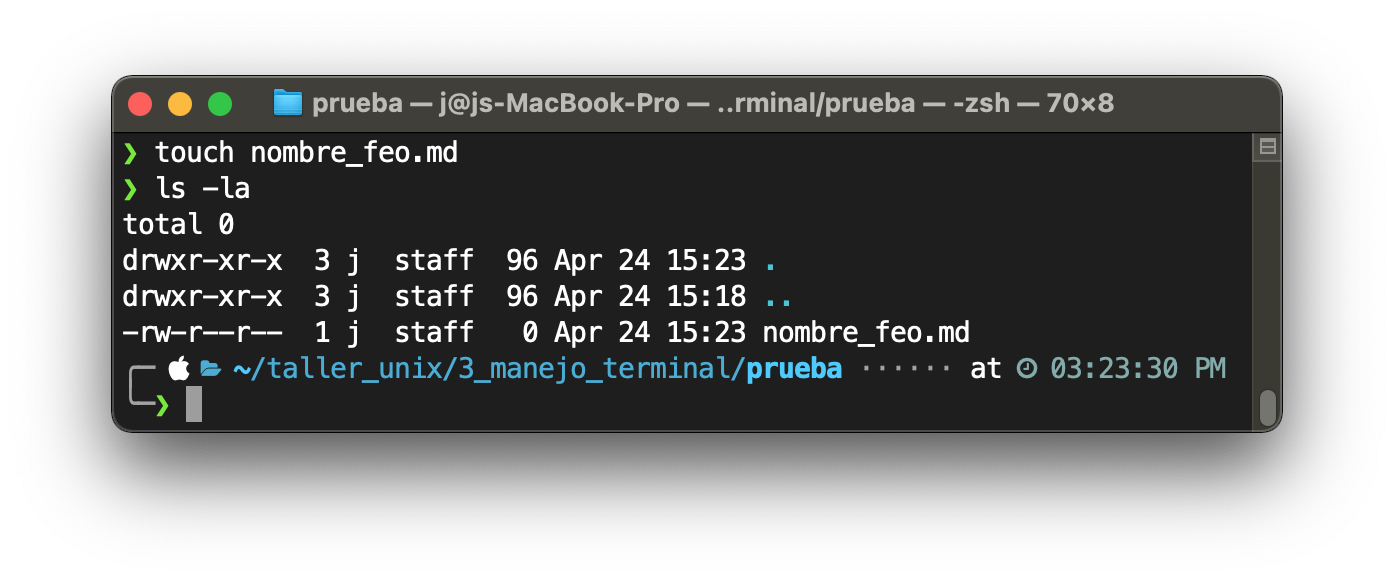 prueba — j@js-MacBook-Pro — ..rminal/prueba — -zsh — 70×8
❯ touch nombre_feo.md
❯ ls -la
total 0
drwxr-xr-x  3 j  staff  96 Apr 24 15:23 .
drwxr-xr-x  3 j  staff  96 Apr 24 15:18 ..
-rw-r--r--  1 j  staff   0 Apr 24 15:23 nombre_feo.md
~/taller_unix/3_manejo_terminal/prueba ······ at 03:23:30 PM
❯